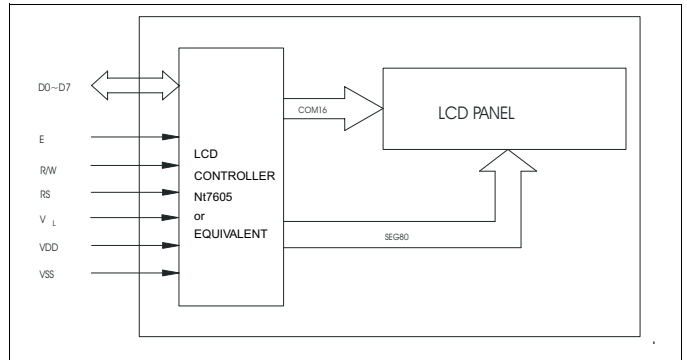 D0~D7
E
R/W
RS
V L
VDD
VSS
LCD
CONTROLLER
Nt7605
or
EQUIVALENT
COM16
SEG80
LCD PANEL